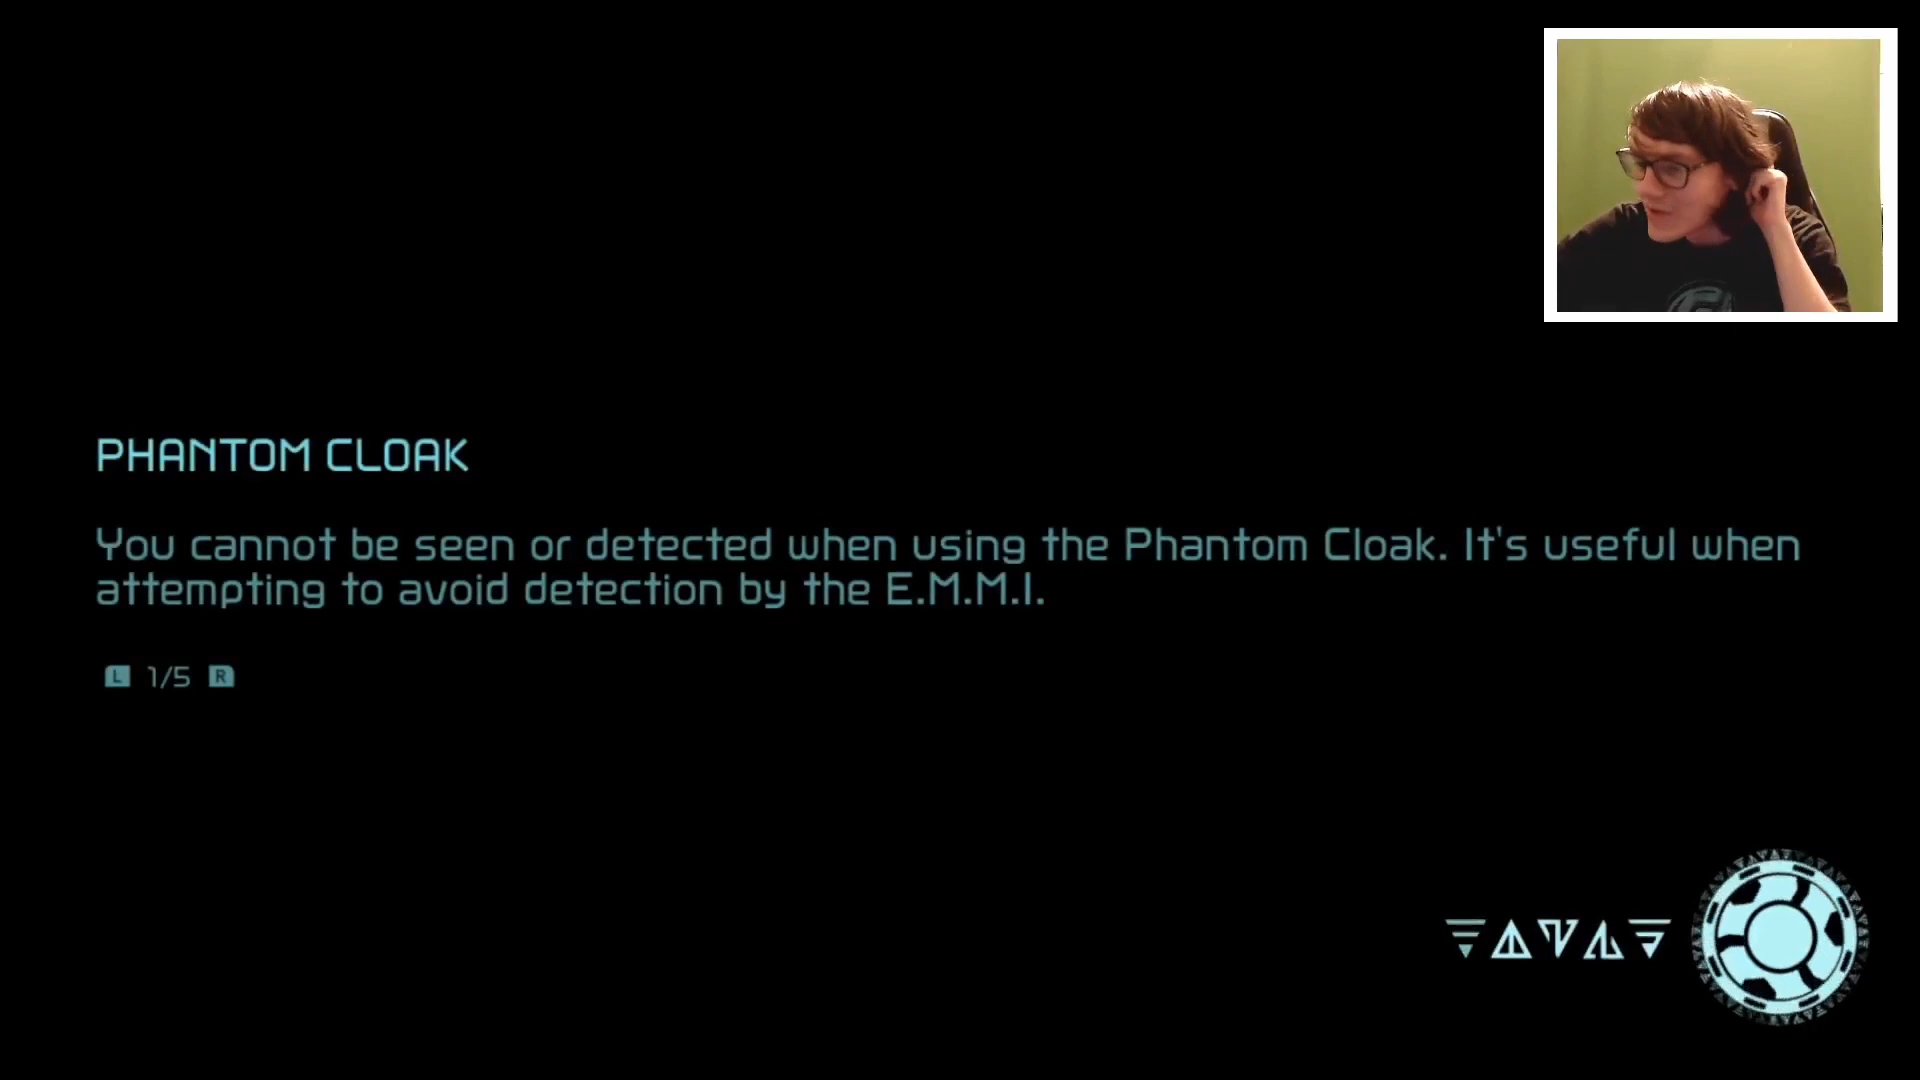 PHANTOM CLOAK
You cannot be seen or detected when using the Phantom Cloak. It's useful when
attempting to avoid detection by the E.M.M.I.
L 1/5 R